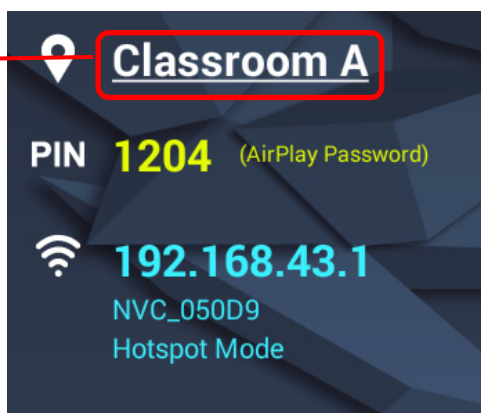 Classroom A
PIN 1204 (AirPlay Password)
192.168.43.1
NVC_050D9
Hotspot Mode